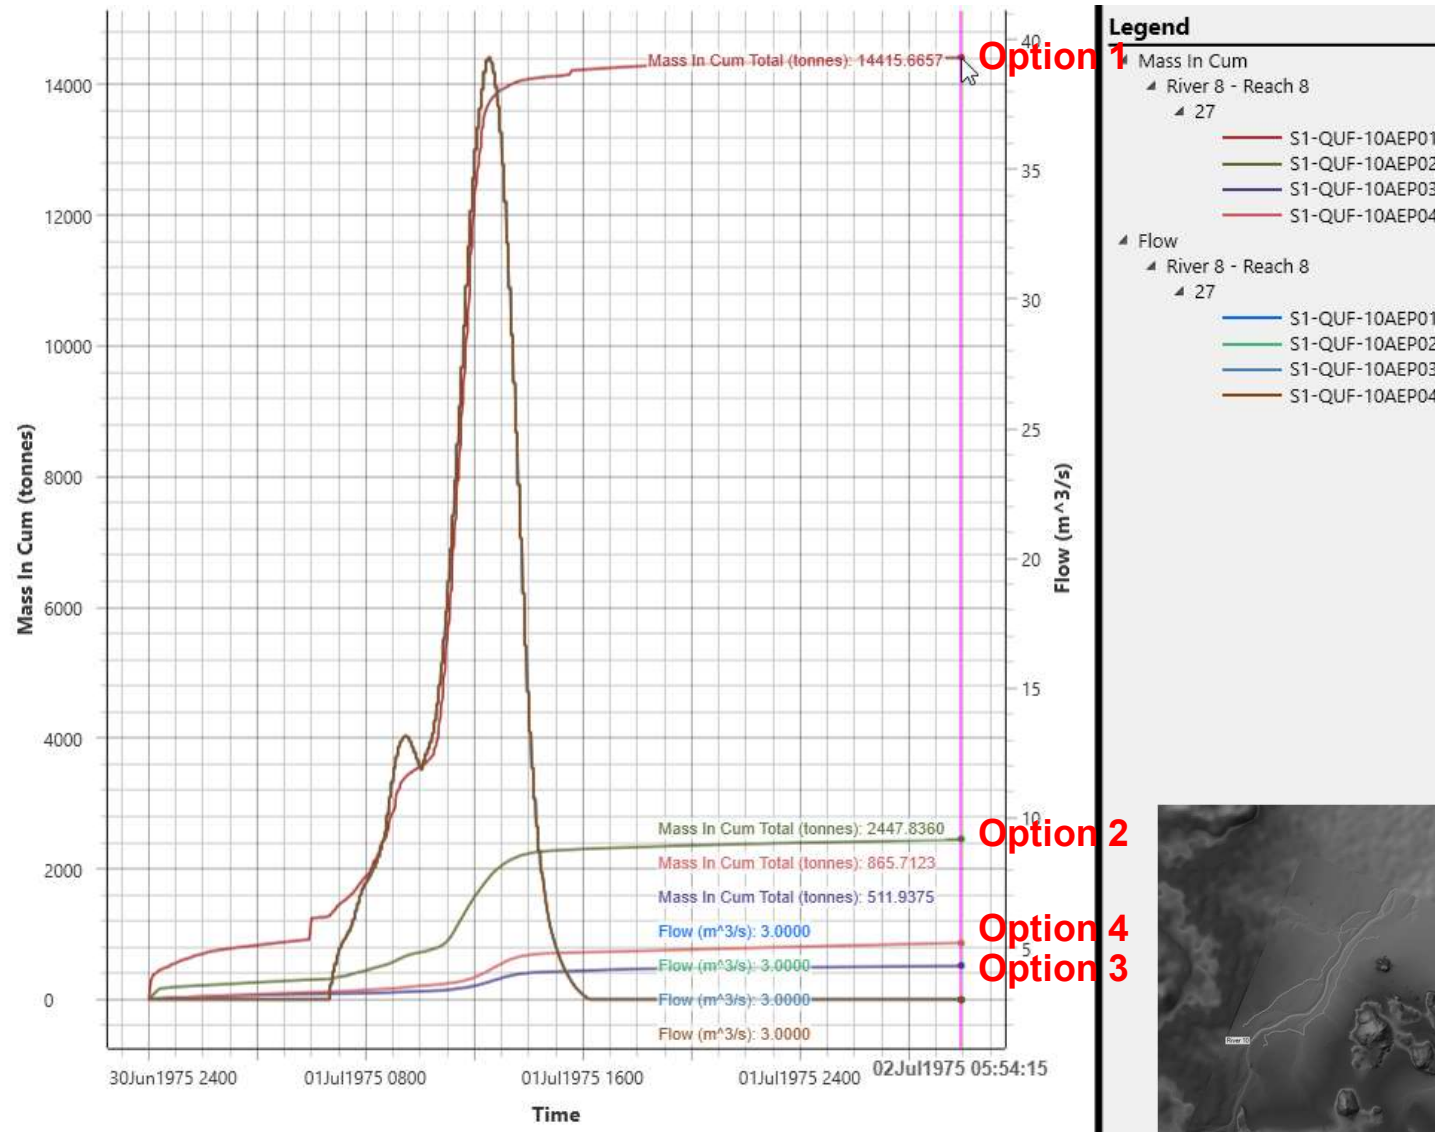 Legend
Mass In Cum
River 8 - Reach 8
27
S1-QUF-10AEP01
S1-QUF-10AEP02
S1-QUF-10AEP03
S1-QUF-10AEP04
Flow
River 8 - Reach 8
27
S1-QUF-10AEP01
S1-QUF-10AEP02
S1-QUF-10AEP03
S1-QUF-10AEP04
Mass In Cum (tonnes)
14000
12000
10000
8000
6000
4000
2000
0
Mass In Cum Total (tonnes): 14415.6657
Option 1
Mass In Cum Total (tonnes): 2447.8360
Option 2
Mass In Cum Total (tonnes): 865.7123
Mass In Cum Total (tonnes): 511.9375
Flow (m^3/s): 3.0000
Option 4
Flow (m^3/s): 3.0000
Option 3
Flow (m^3/s): 3.0000
Flow (m^3/s): 3.0000
40
35
30
25
20
15
10
5
Flow (m^3/s)
30Jun1975 2400
01Jul1975 0800
01Jul1975 1600
01Jul1975 2400
02Jul1975 05:54:15
Time
River 10